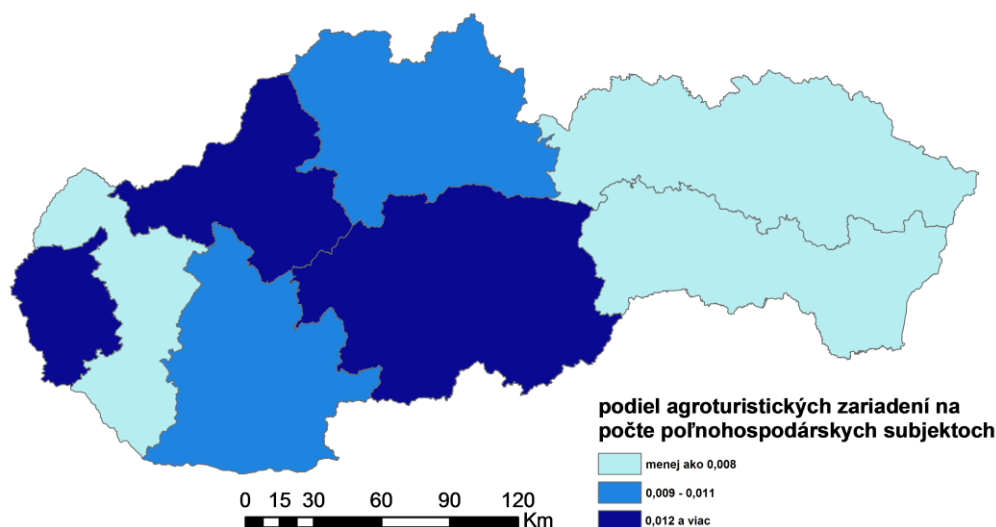 podiel agroturistických zariadení na
počte poľnohospodárskych subjektoch
menej ako 0,008
0,009 - 0,011
0,012 a viac
0 15 30 60 90 120
Km